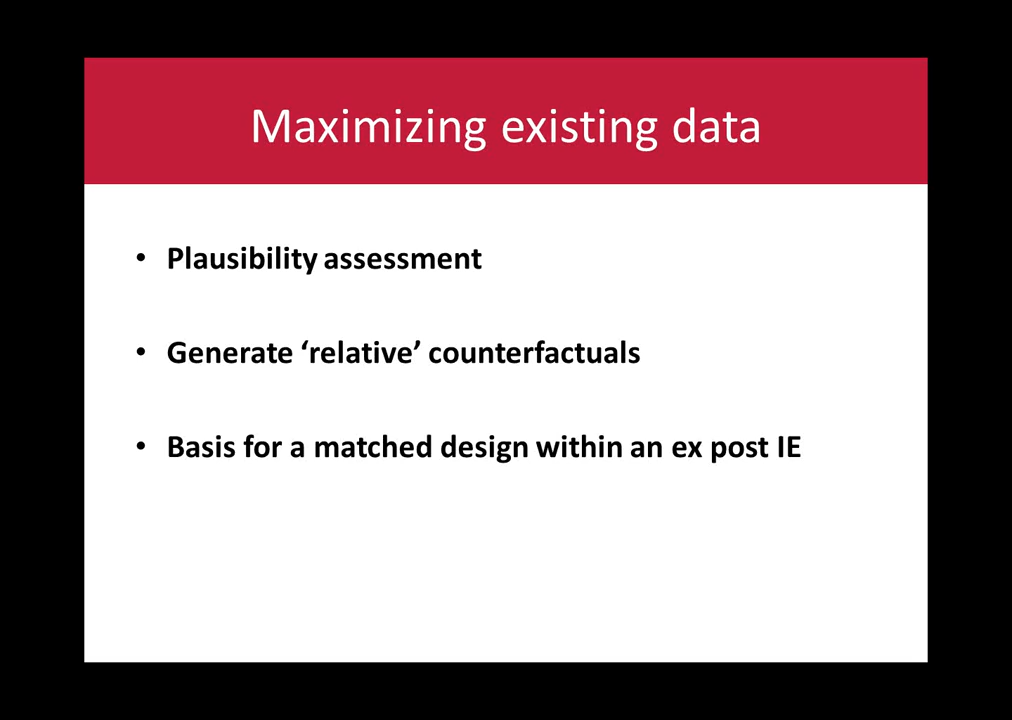 Maximizing existing data
• Plausibility assessment
• Generate ‘relative’ counterfactuals
• Basis for a matched design within an ex post IE